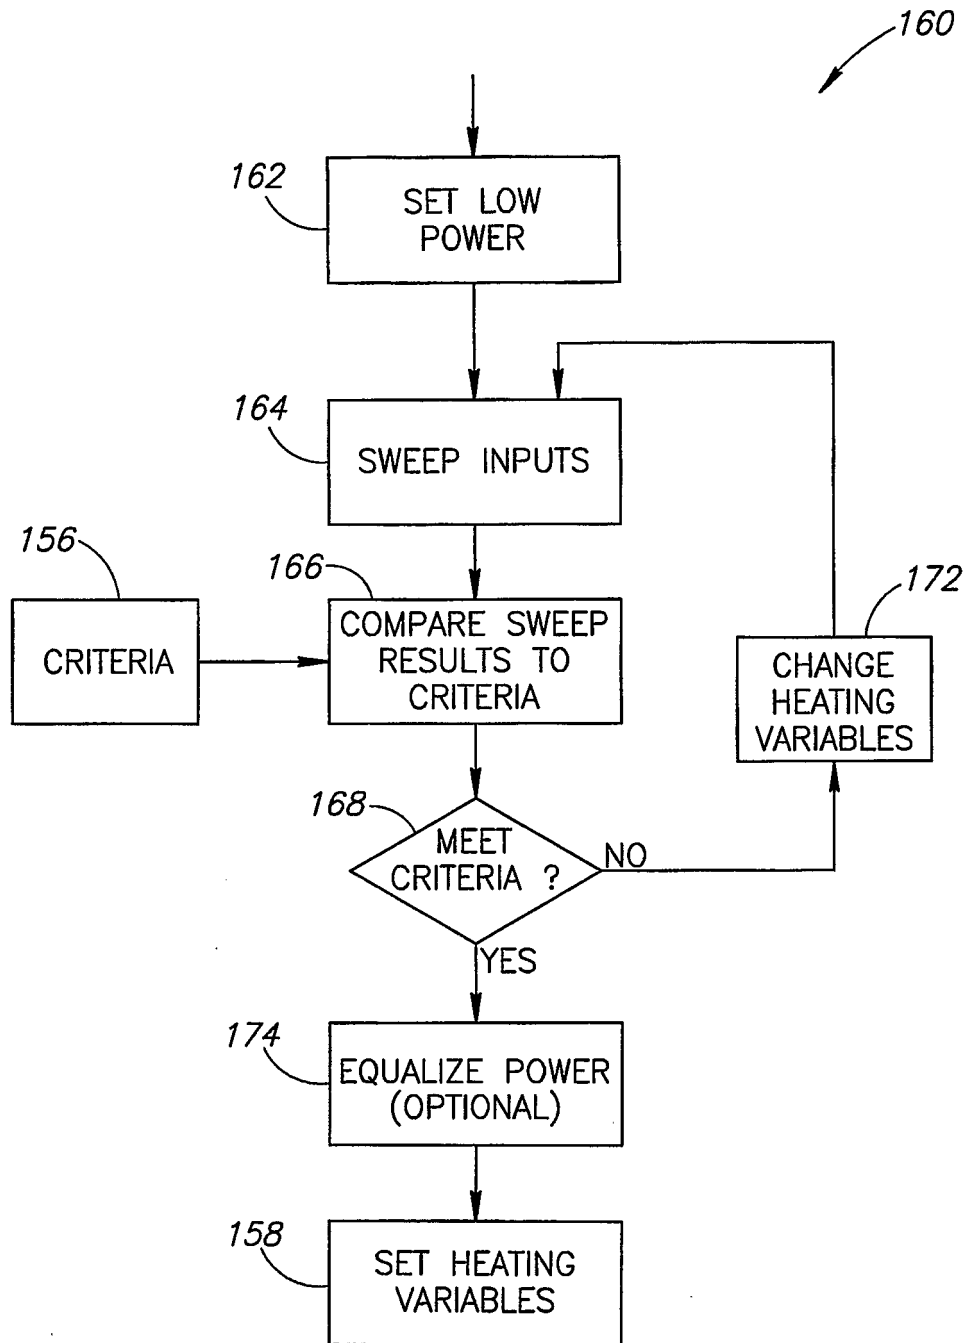 160
162
SET LOW
POWER
164
SWEEP INPUTS
156
CRITERIA
166
COMPARE SWEEP
RESULTS TO
CRITERIA
172
CHANGE
HEATING
VARIABLES
168
MEET
CRITERIA ?
NO
YES
174
EQUALIZE POWER
(OPTIONAL)
158
SET HEATING
VARIABLES